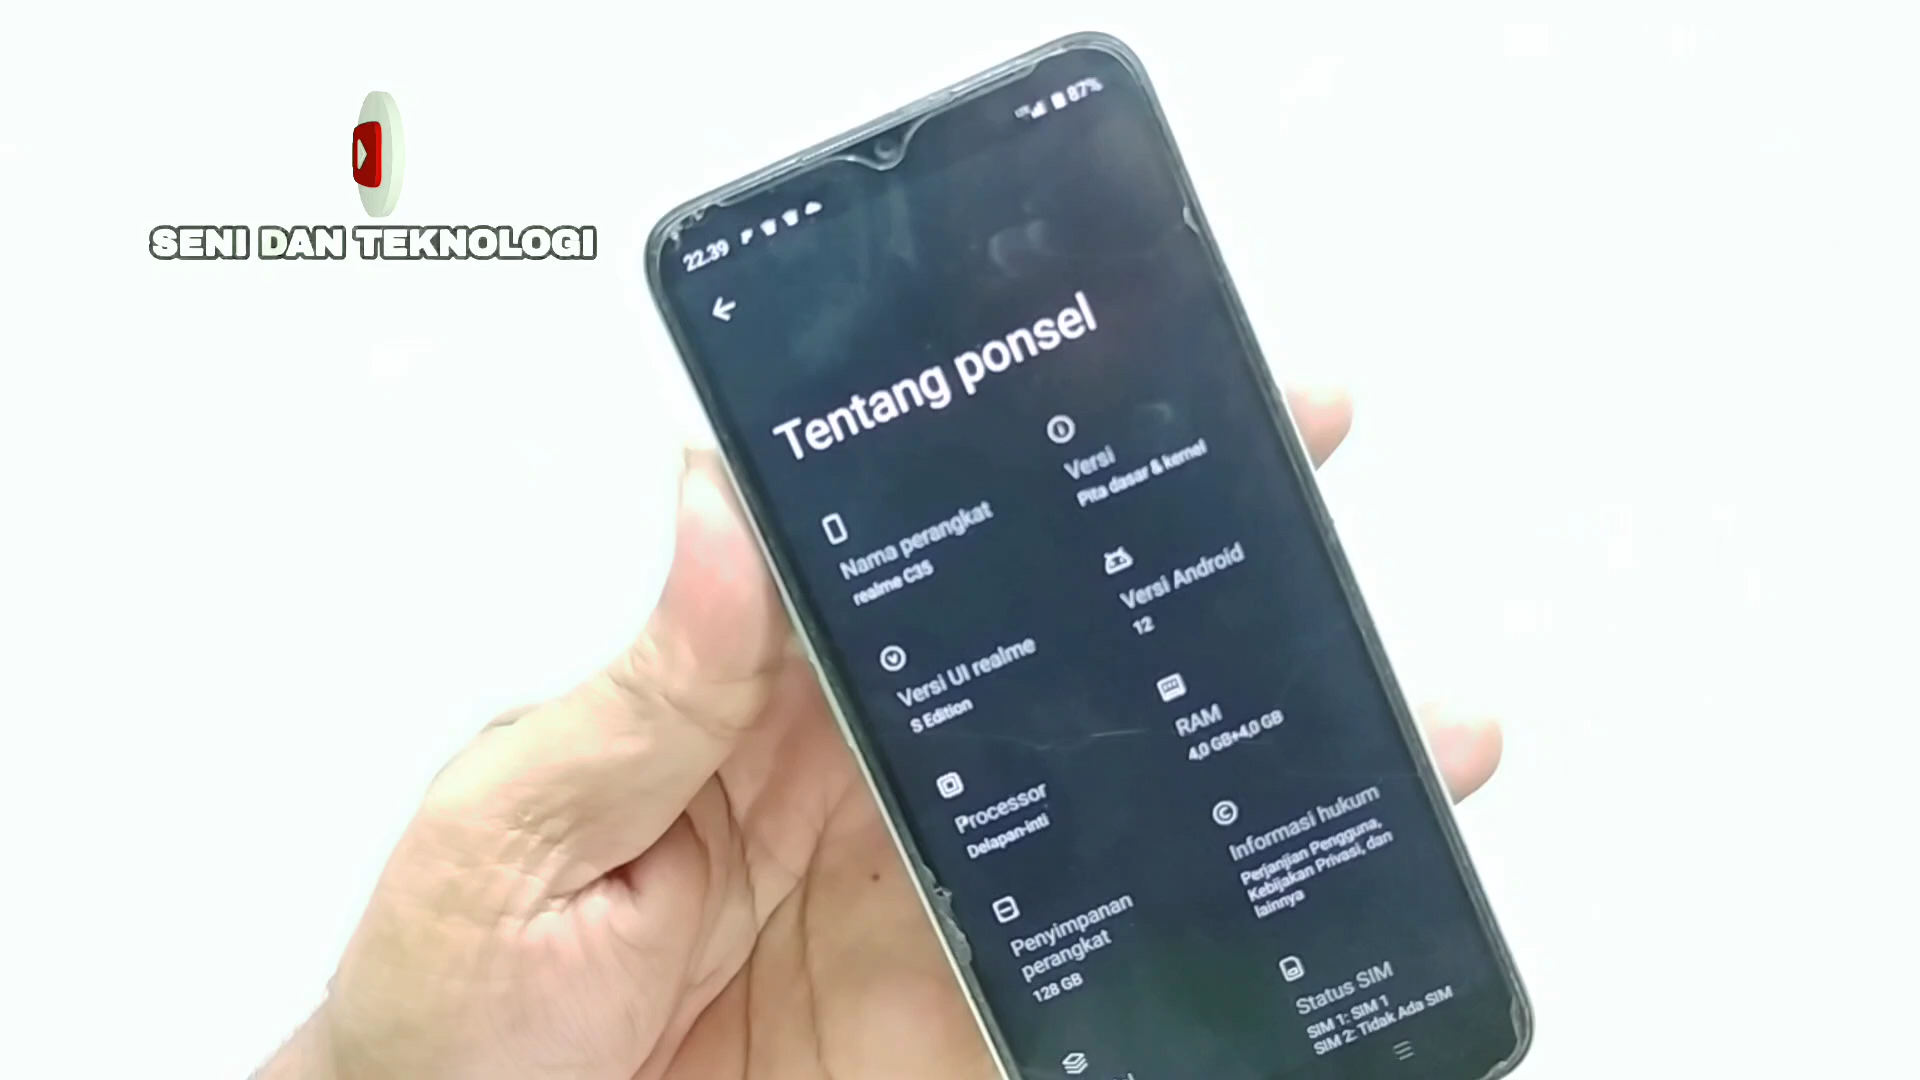 SENI DAN TEKNOLOGI
22.39
87%
Tentang ponsel
Versi
Pita dasar & kernel
Nama perangkat
realme C35
Versi Android
12
Versi UI realme
S Edition
RAM
4,0 GB+4,0 GB
Processor
Delapan-inti
Informasi hukum
Perjanjian Pengguna,
Kebijakan Privasi, dan
lainnya
Penyimpanan
perangkat
128 GB
Status SIM
SIM 1: SIM 1
SIM 2: Tidak Ada SIM